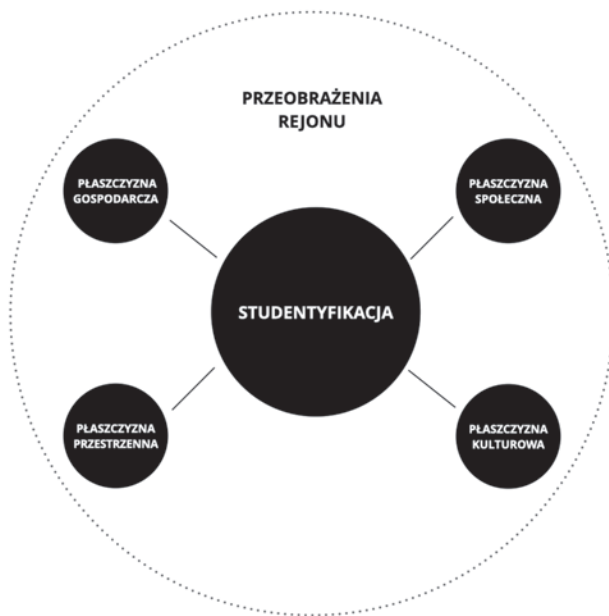 PRZEOBRAŻENIA
REJONU
PŁASZCZYZNA
GOSPODARCZA
PŁASZCZYZNA
SPOŁECZNA
STUDENTYFIKACJA
PŁASZCZYZNA
PRZESTRZENNA
PŁASZCZYZNA
KULTUROWA